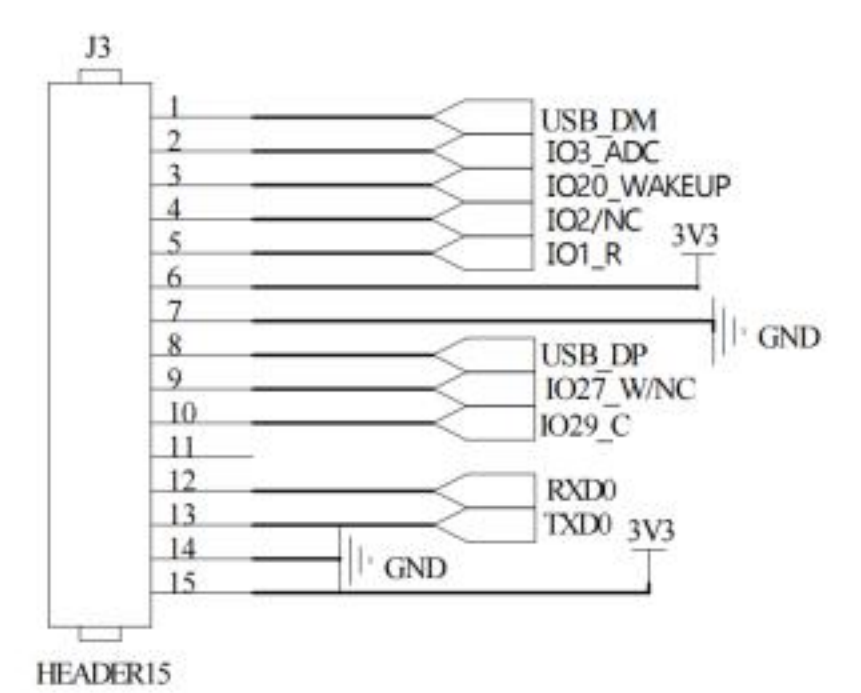 J3
1 USB_DM
2 IO3_ADC
3 IO20_WAKEUP
4 IO2/NC
5 IO1_R 3V3
6
7 GND
8 USB_DP
9 IO27_W/NC
10 IO29_C
11
12 RXD0
13 TXD0 3V3
14 GND
15
HEADER15